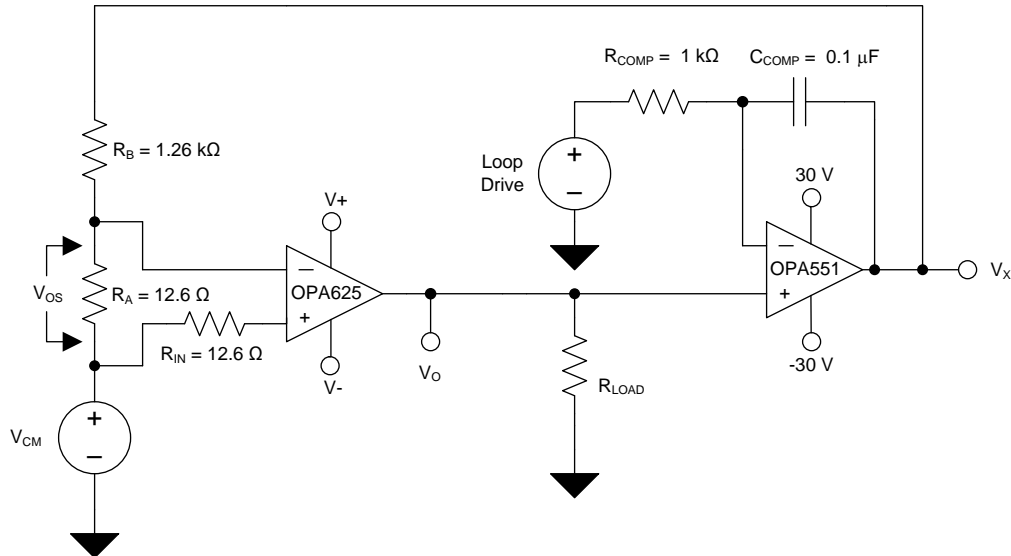 R_COMP = 1 kΩ
C_COMP = 0.1 μF
R_B = 1.26 kΩ
Loop
Drive
30 V
V+
OPA551
V_X
OPA625
V_OS
R_A = 12.6 Ω
R_IN = 12.6 Ω
V-
V_O
R_LOAD
-30 V
V_CM